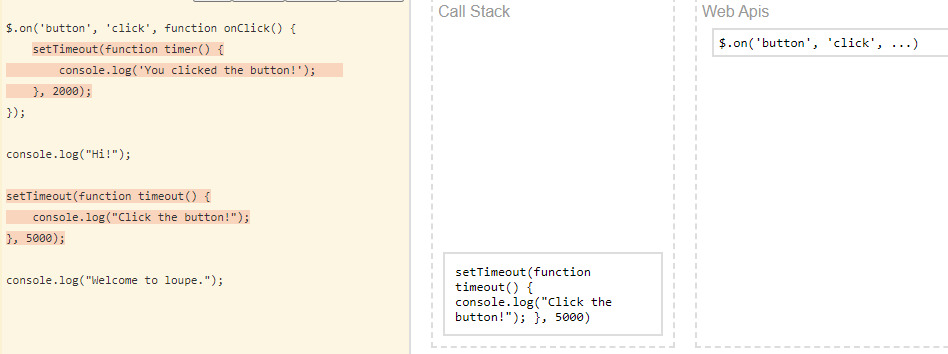 $.on('button', 'click', function onClick() {
setTimeout(function timer() {
console.log('You clicked the button!');
}, 2000);
});
console.log("Hi!");
setTimeout(function timeout() {
console.log("Click the button!");
}, 5000);
console.log("Welcome to loupe.");
Call Stack
setTimeout(function
timeout() {
console.log("Click the
button!"); }, 5000)
Web Apis
$.on('button', 'click', ...)